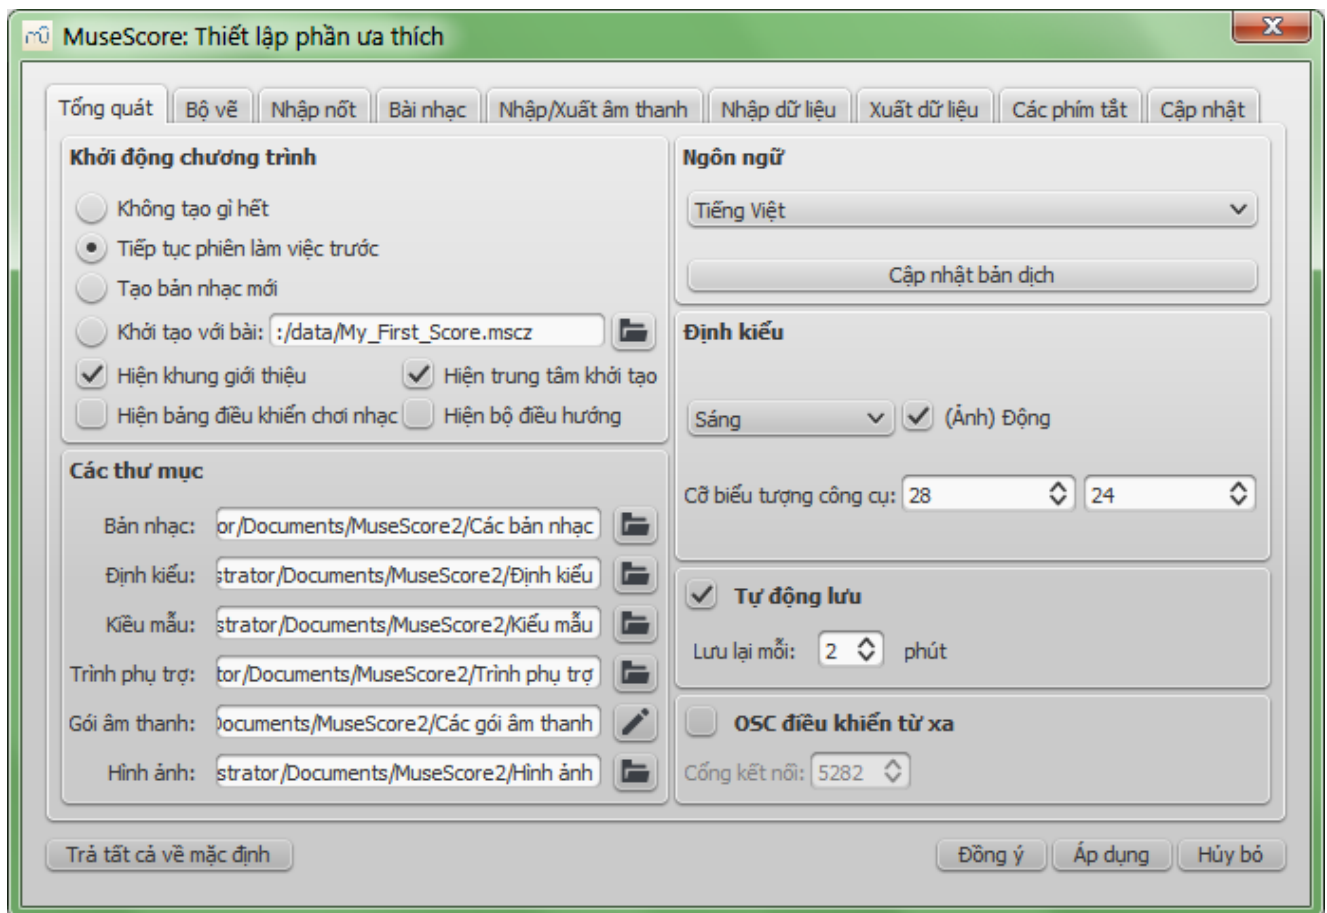 MuseScore: Thiết lập phần ưa thích
Tổng quát Bộ vẽ Nhập nốt Bài nhạc Nhập/Xuất âm thanh Nhập dữ liệu Xuất dữ liệu Các phím tắt Cập nhật
Khởi động chương trình
Không tạo gì hết
Tiếp tục phiên làm việc trước
Tạo bản nhạc mới
Khởi tạo với bài: :/data/My_First_Score.mscz
Hiện khung giới thiệu Hiện trung tâm khởi tạo
Hiện bảng điều khiển chơi nhạc Hiện bộ điều hướng
Các thư mục
Bản nhạc: or/Documents/MuseScore2/Các bản nhạc
Định kiểu: strator/Documents/MuseScore2/Định kiểu
Kiều mẫu: strator/Documents/MuseScore2/Kiểu mẫu
Trình phụ trợ: tor/Documents/MuseScore2/Trình phụ trợ
Gói âm thanh: Documents/MuseScore2/Các gói âm thanh
Hình ảnh: strator/Documents/MuseScore2/Hình ảnh
Ngôn ngữ
Tiếng Việt
Cập nhật bản dịch
Định kiểu
Sáng (Ảnh) Động
Cỡ biểu tượng công cụ: 28 24
Tự động lưu
Lưu lại mỗi: 2 phút
OSC điều khiển từ xa
Cổng kết nối: 5282
Trả tất cả về mặc định Đồng ý Áp dụng Hủy bỏ